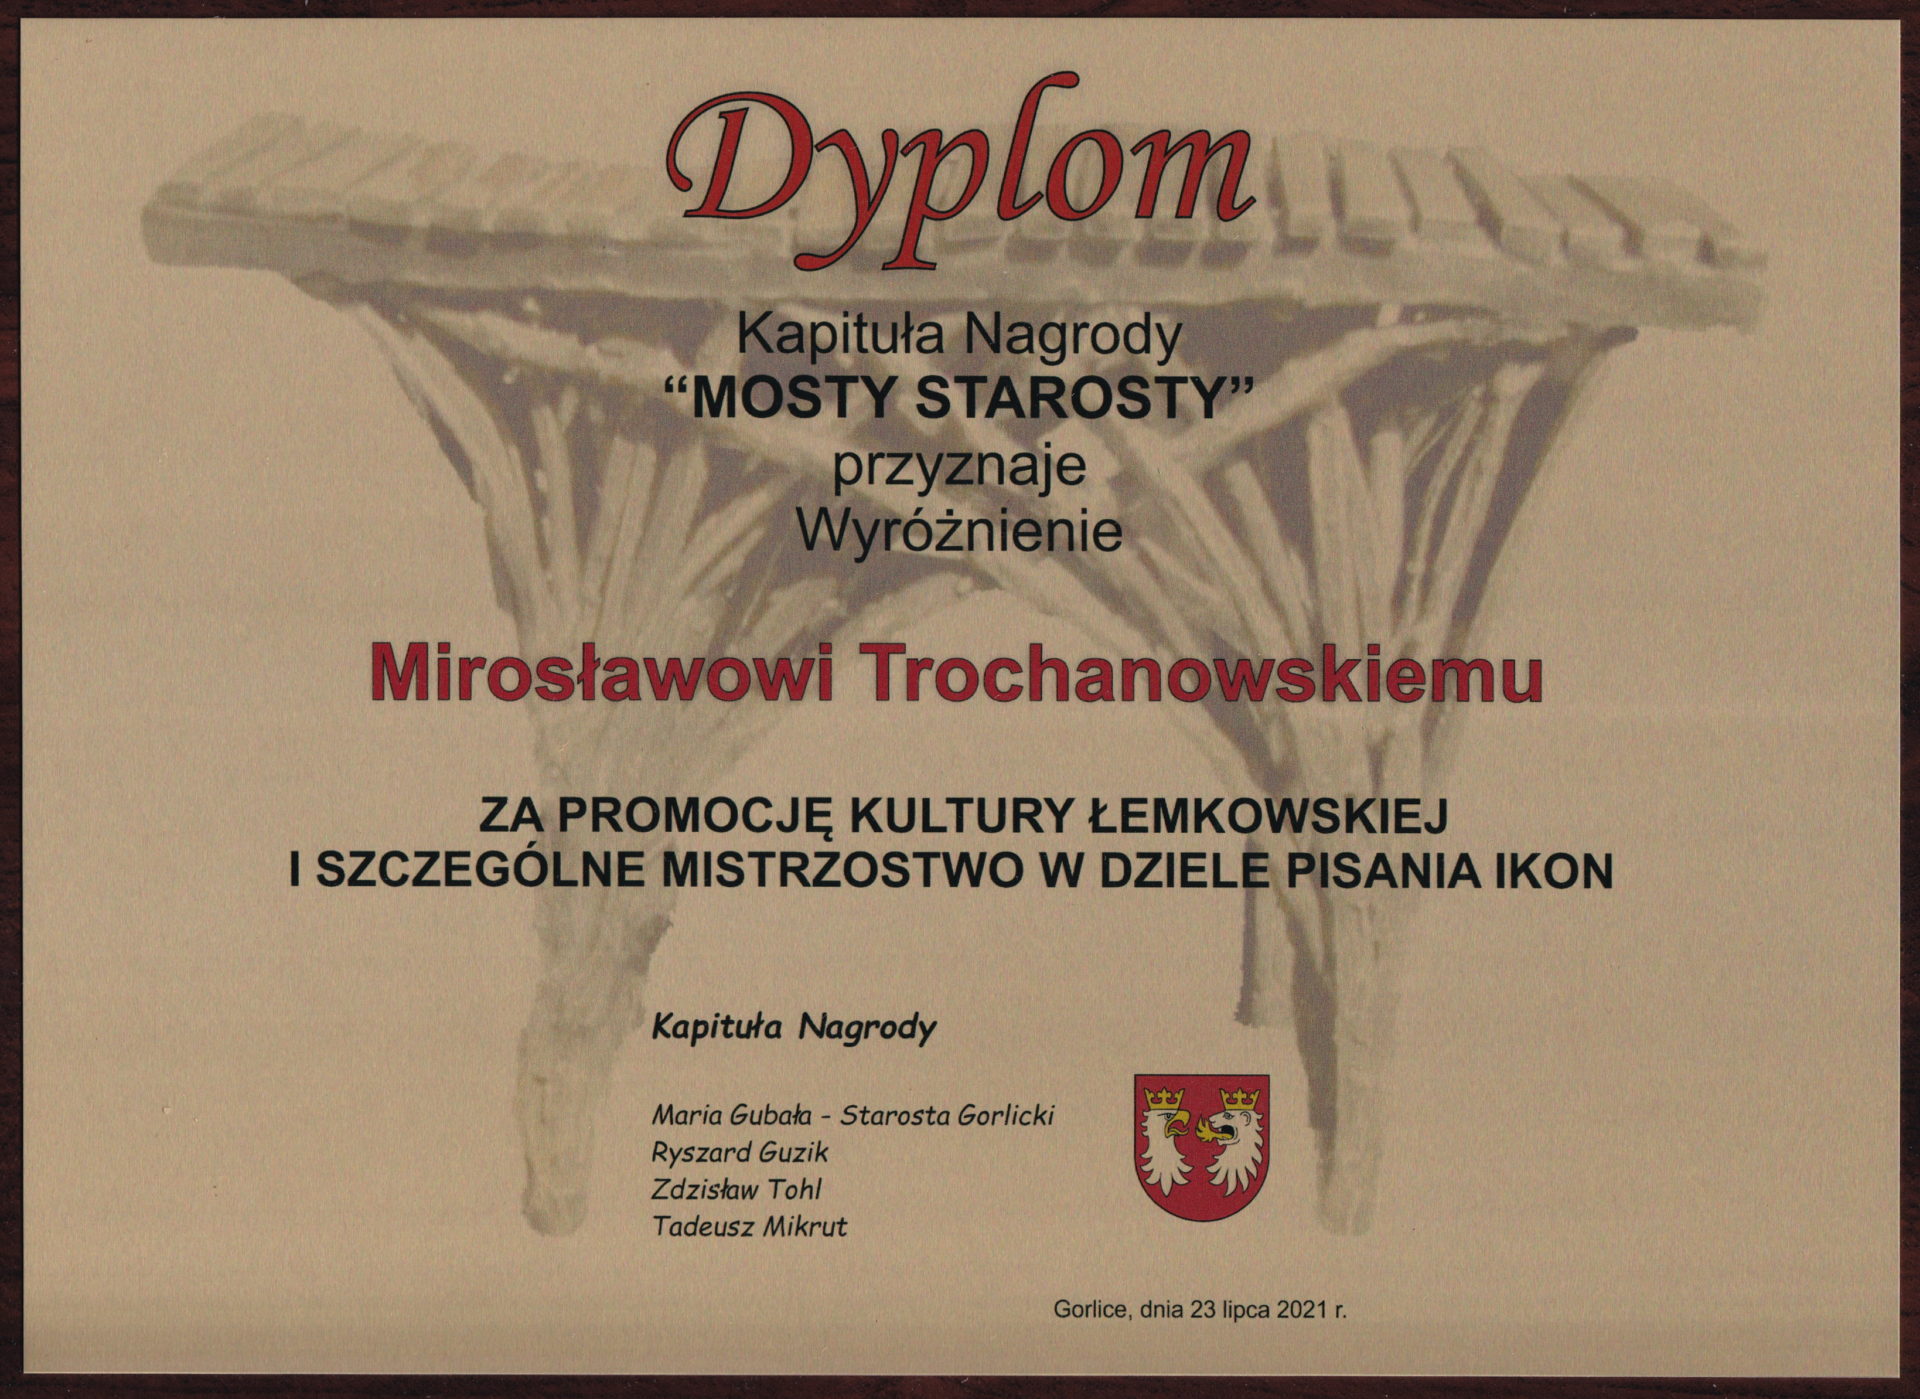 Dyplom
Kapituła Nagrody
“MOSTY STAROSTY”
przyznaje
Wyróżnienie
Mirosławowi Trochanowskiemu
ZA PROMOCJĘ KULTURY ŁEMKOWSKIEJ
I SZCZEGÓLNE MISTRZOSTWO W DZIELE PISANIA IKON
Kapituła Nagrody
Maria Gubała - Starosta Gorlicki
Ryszard Guzik
Zdzisław Tohl
Tadeusz Mikrut
Gorlice, dnia 23 lipca 2021 r.